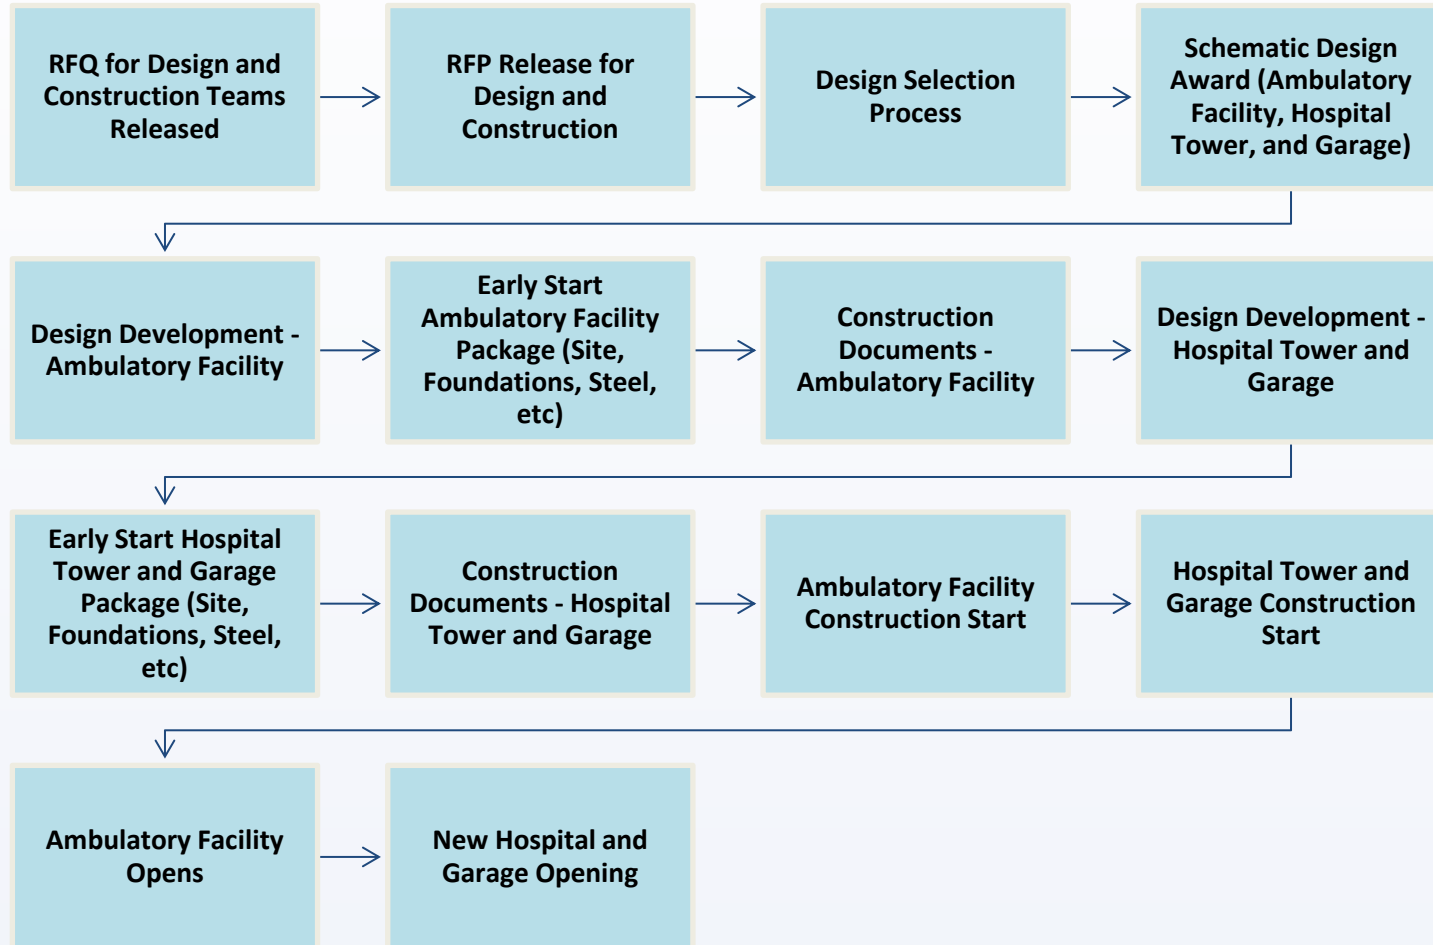 RFQ for Design and
Construction Teams
Released
RFP Release for
Design and
Construction
Design Selection
Process
Schematic Design
Award (Ambulatory
Facility, Hospital
Tower, and Garage)
Design Development -
Ambulatory Facility
Early Start
Ambulatory Facility
Package (Site,
Foundations, Steel,
etc)
Construction
Documents -
Ambulatory Facility
Design Development -
Hospital Tower and
Garage
Early Start Hospital
Tower and Garage
Package (Site,
Foundations, Steel,
etc)
Construction
Documents - Hospital
Tower and Garage
Ambulatory Facility
Construction Start
Hospital Tower and
Garage Construction
Start
Ambulatory Facility
Opens
New Hospital and
Garage Opening